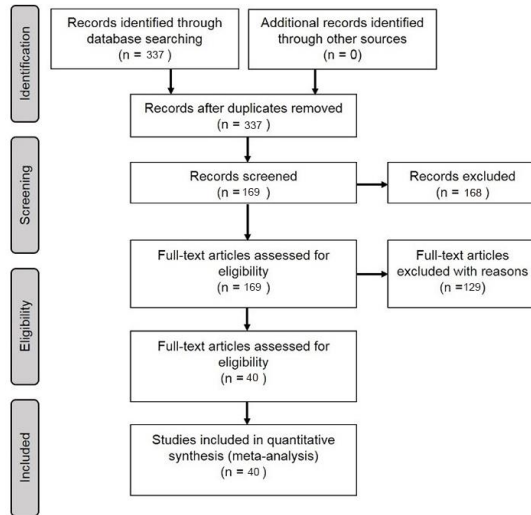 Identification
Records identified through
database searching
(n = 337)
Additional records identified
through other sources
(n = 0)
Records after duplicates removed
(n = 337)
Screening
Records screened
(n =169 )
Records excluded
(n = 168)
Eligibility
Full-text articles assessed for
eligibility
(n = 169 )
Full-text articles
excluded with reasons
(n =129)
Full-text articles assessed for
eligibility
(n = 40 )
Included
Studies included in quantitative
synthesis (meta-analysis)
(n = 40 )